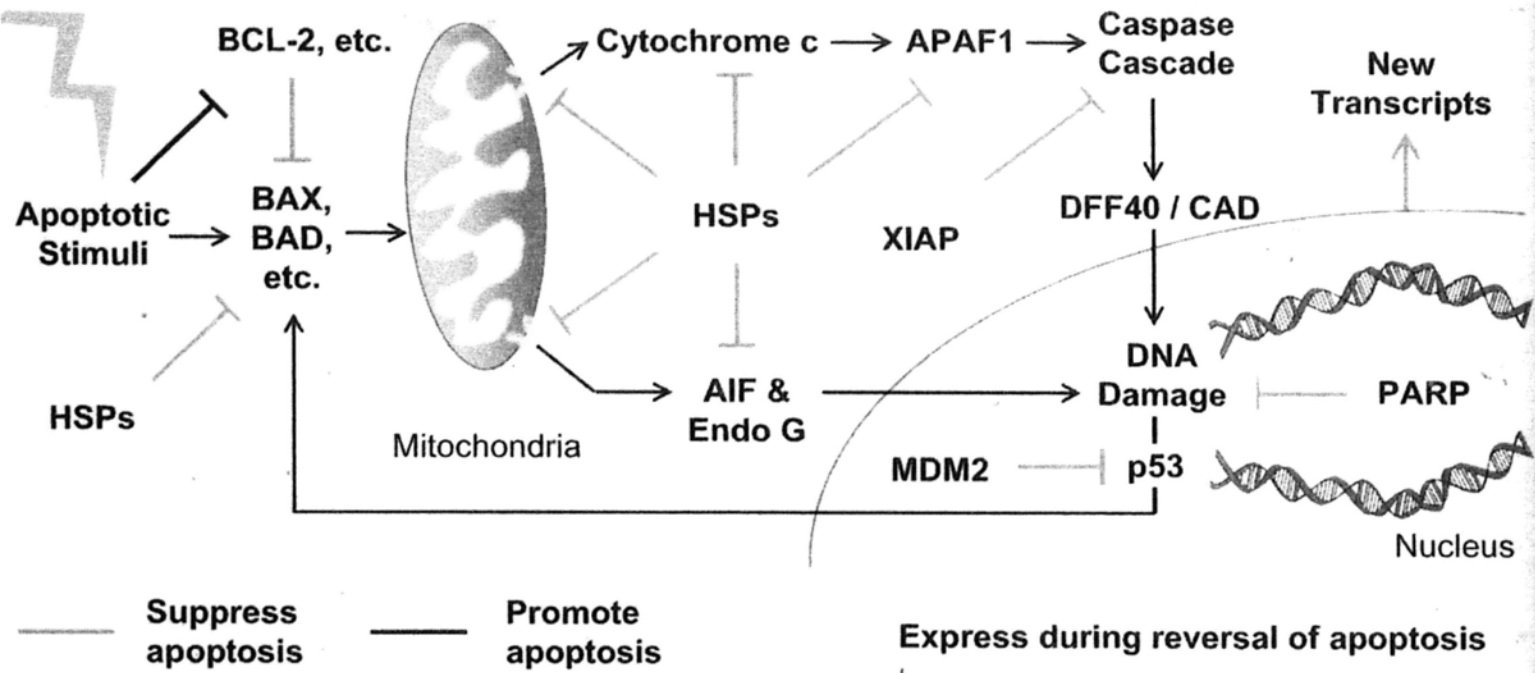 BCL-2, etc.
Cytochrome c
APAF1
Caspase
Cascade
New
Transcripts
Apoptotic
Stimuli
BAX,
BAD,
etc.
HSPs
XIAP
DFF40 / CAD
HSPs
Mitochondria
AIF &
Endo G
DNA
Damage
PARP
MDM2
p53
Nucleus
Suppress
apoptosis
Promote
apoptosis
Express during reversal of apoptosis